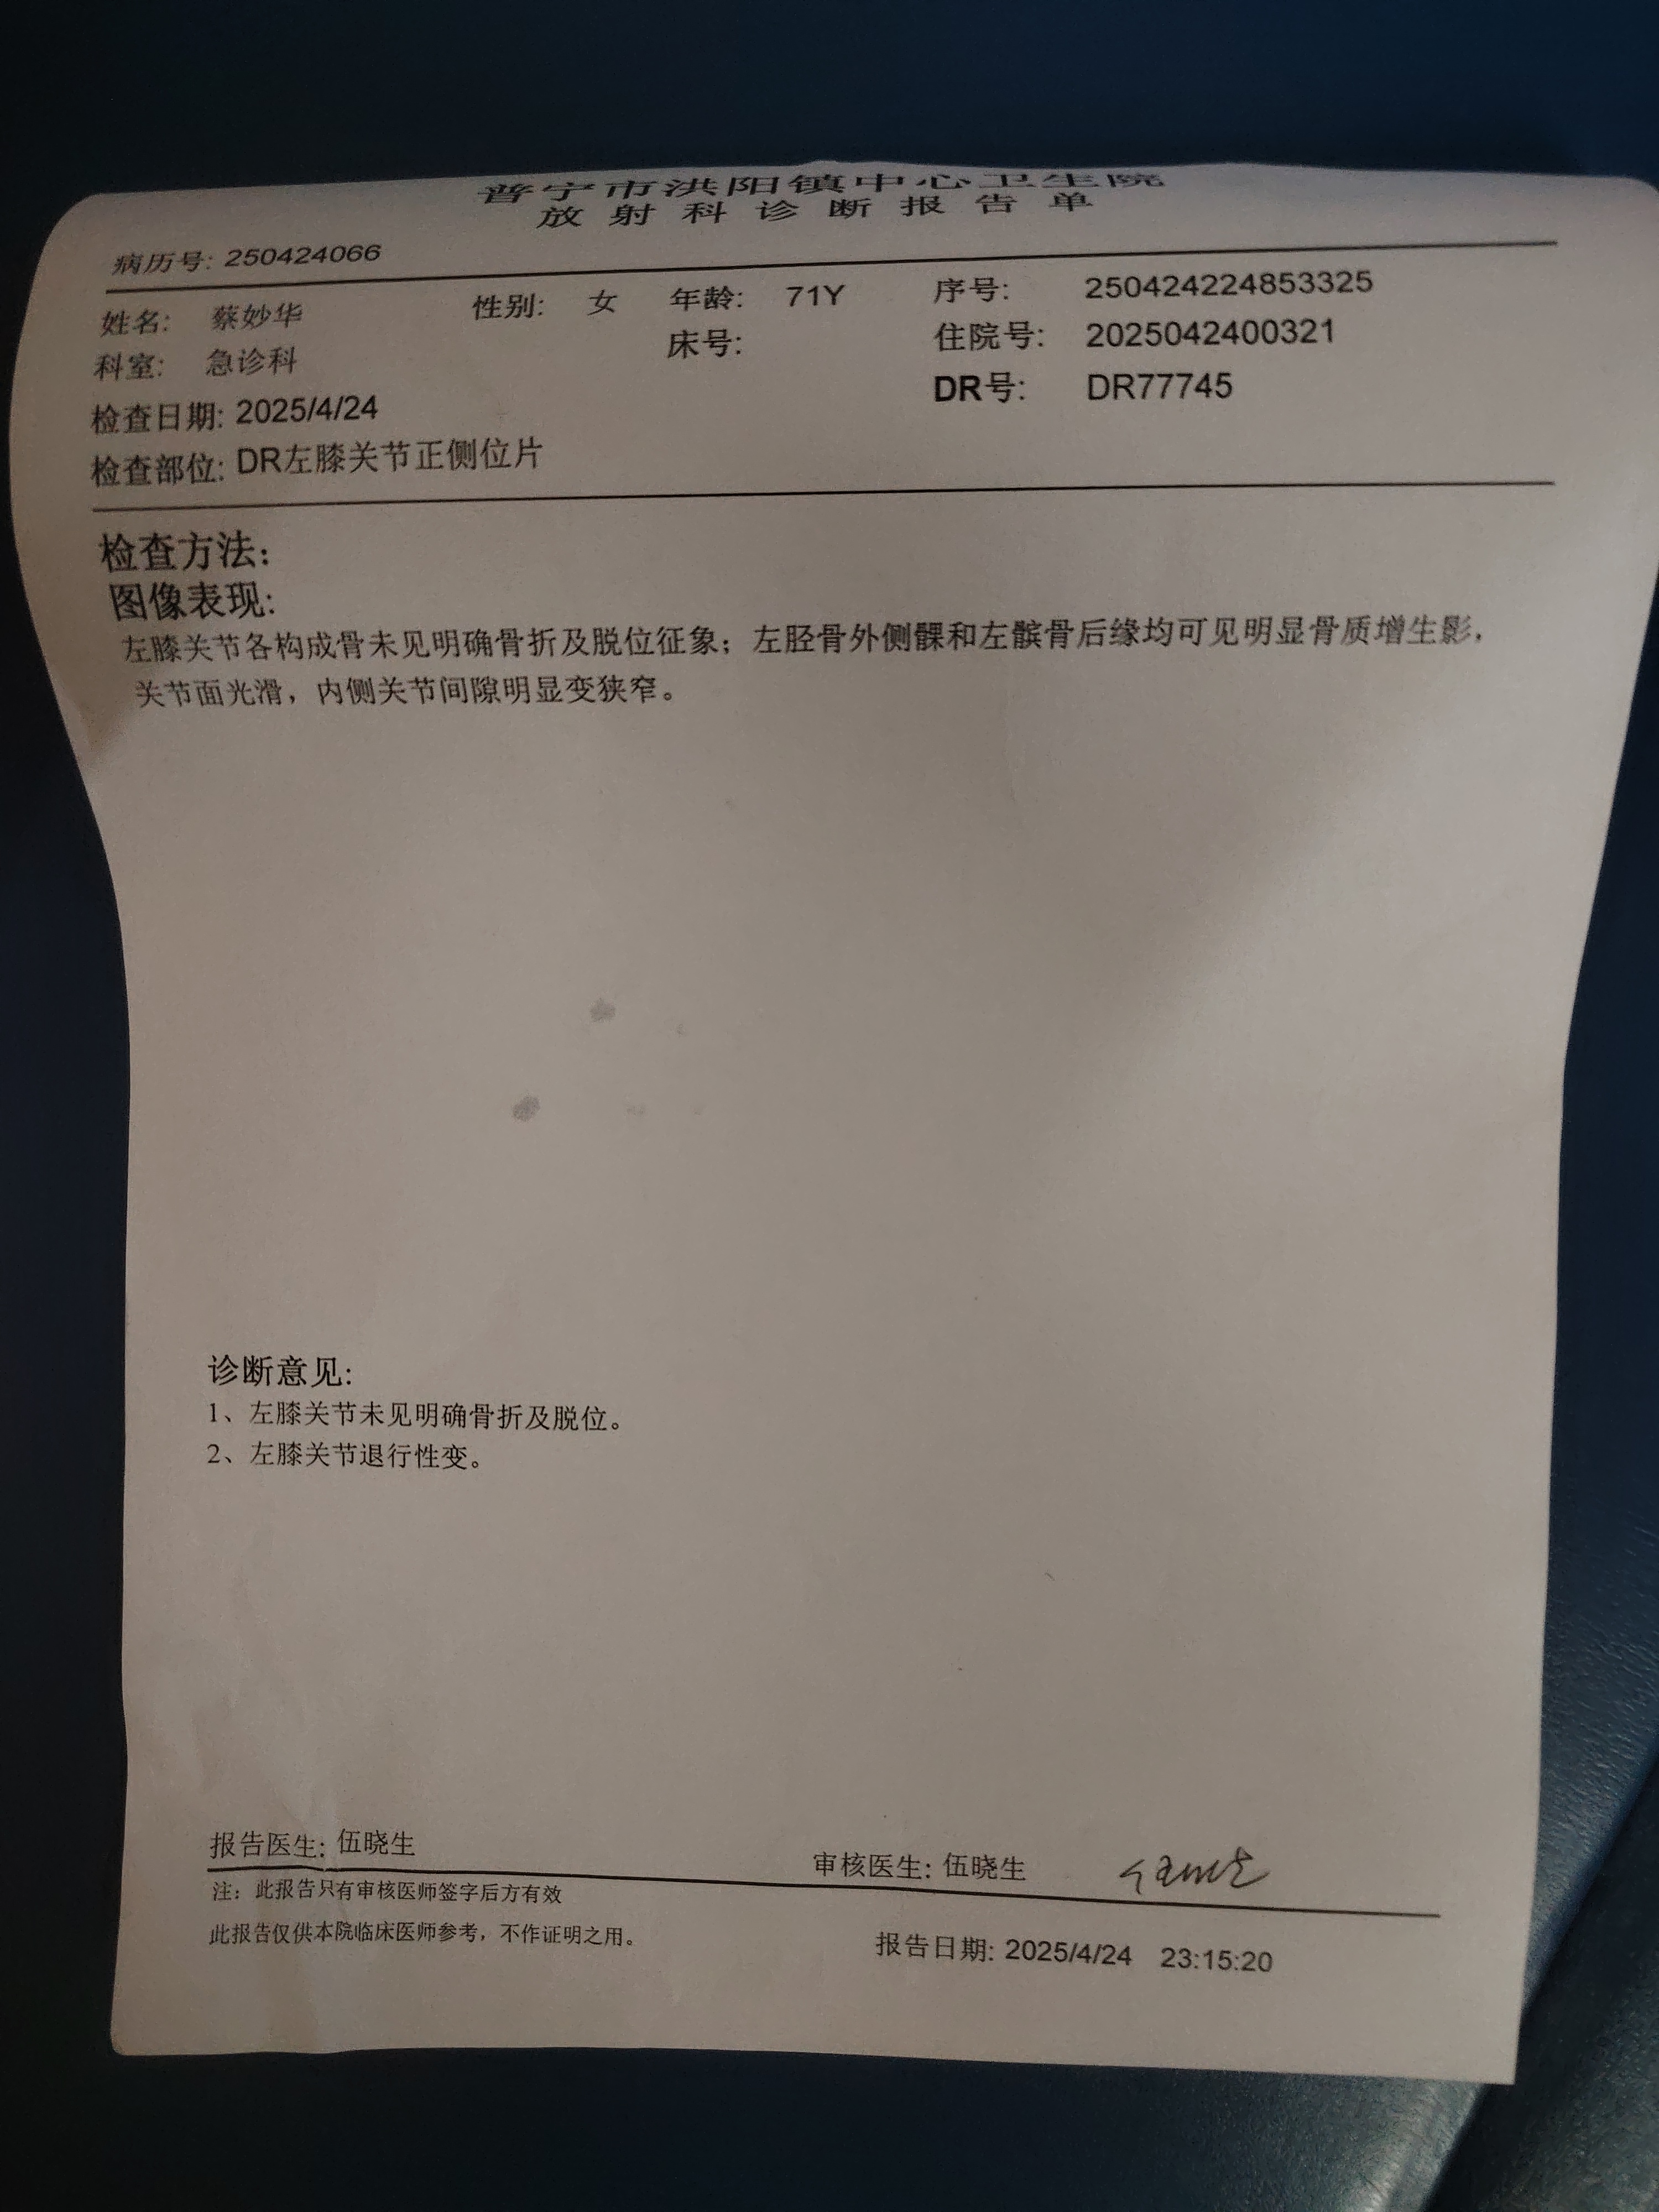 普宁市洪阳镇中心卫生院
放射科诊断报告单
病历号: 250424066
姓名: 蔡妙华 性别: 女 年龄: 71Y 序号: 250424224853325
科室: 急诊科 床号: 住院号: 2025042400321
检查日期: 2025/4/24 DR号: DR77745
检查部位: DR左膝关节正侧位片
检查方法:
图像表现:
左膝关节各构成骨未见明确骨折及脱位征象；左胫骨外侧髁和左髌骨后缘均可见明显骨质增生影，
关节面光滑，内侧关节间隙明显变狭窄。
诊断意见:
1、左膝关节未见明确骨折及脱位。
2、左膝关节退行性变。
报告医生: 伍晓生
审核医生: 伍晓生
注：此报告只有审核医师签字后方有效
此报告仅供本院临床医师参考，不作证明之用。
报告日期: 2025/4/24 23:15:20